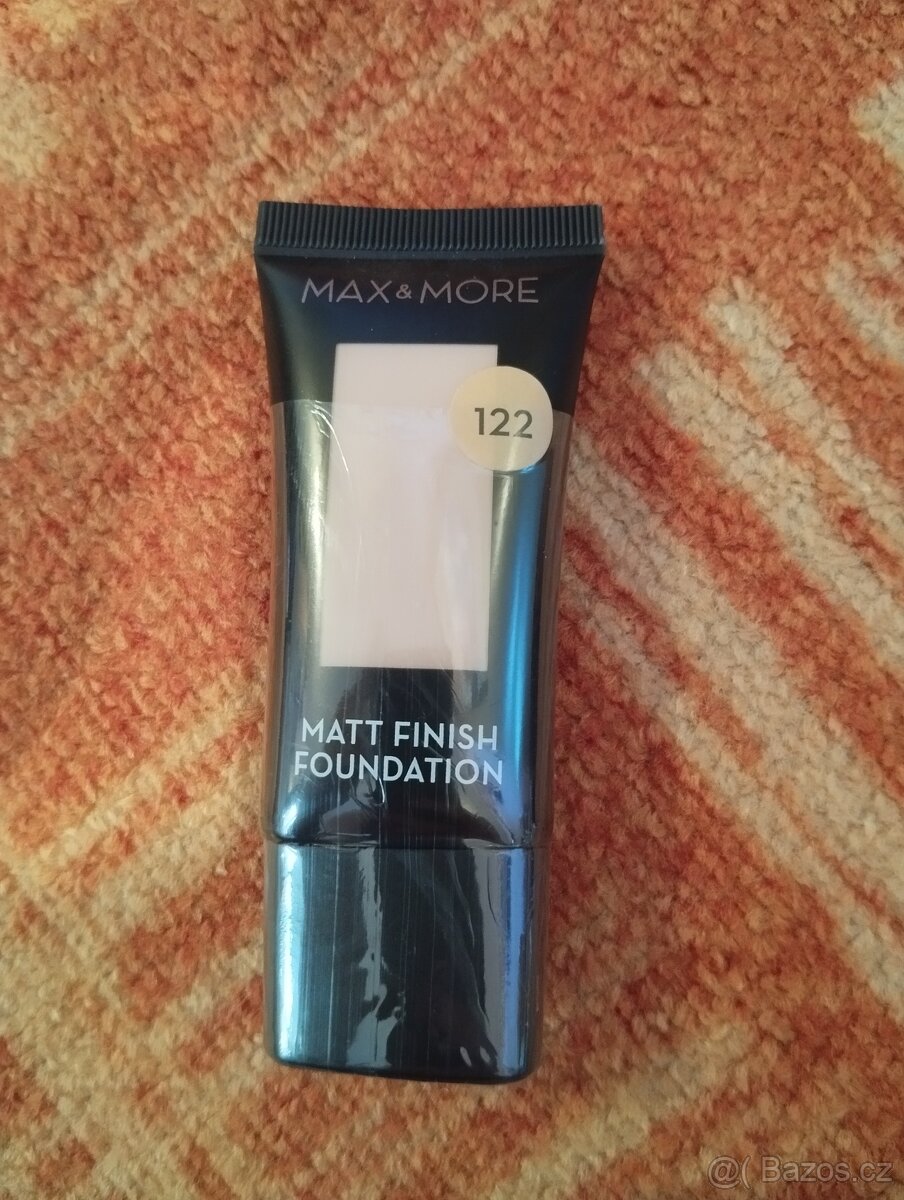 MAX & MORE
122
MATT FINISH
FOUNDATION
@( Bazos.cz